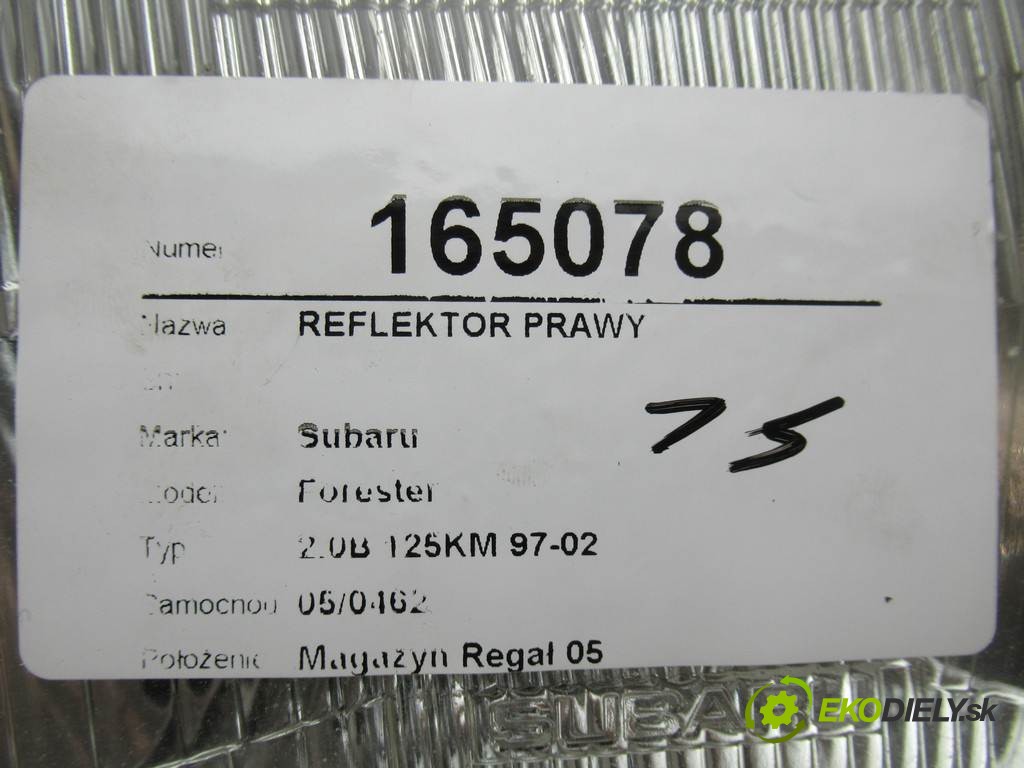 Numer 165078
Nazwa REFLEKTOR PRAWY
Marka: Subaru
Model Forester
Typ 2.0B 125KM 97-02
Samochód 05/0462
Położenie Magazyn Regał 05
75
SUBARU
EKODIELY.sk